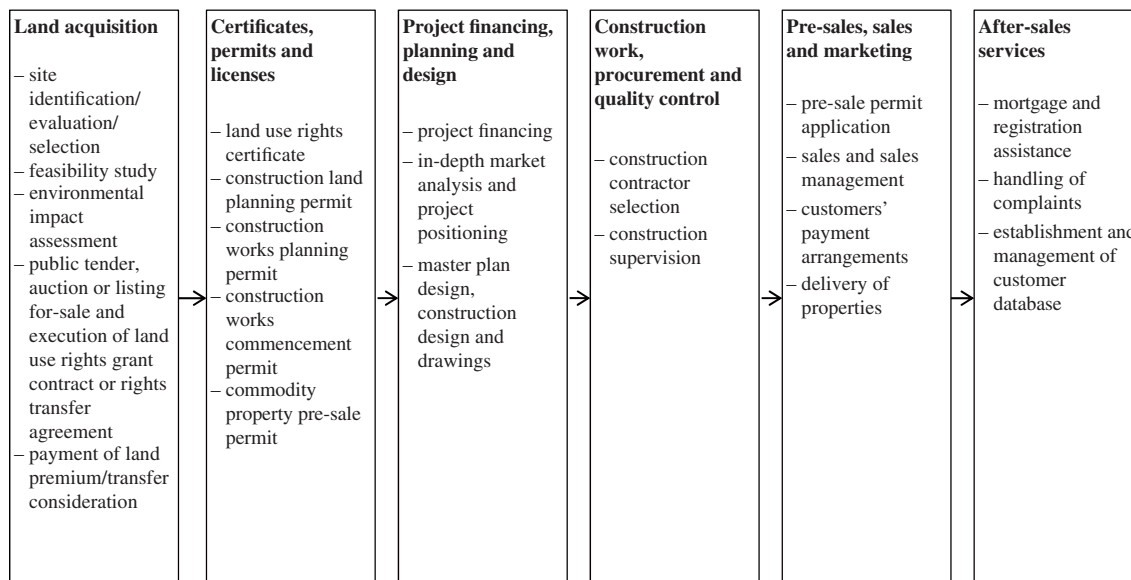 Land acquisition
– site
identification/
evaluation/
selection
– feasibility study
– environmental
impact
assessment
– public tender,
auction or listing-
for-sale and
execution of land
use rights grant
contract or rights
transfer
agreement
– payment of land
premium/transfer
consideration
Certificates,
permits and
licenses
– land use rights
certificate
– construction land
planning permit
– construction
works planning
permit
– construction
works
commencement
permit
– commodity
property pre-sale
permit
Project financing,
planning and
design
– project financing
– in-depth market
analysis and
project
positioning
– master plan
design,
construction
design and
drawings
Construction
work,
procurement and
quality control
– construction
contractor
selection
– construction
supervision
Pre-sales, sales
and marketing
– pre-sale permit
application
– sales and sales
management
– customers’
payment
arrangements
– delivery of
properties
After-sales
services
– mortgage and
registration
assistance
– handling of
complaints
– establishment and
management of
customer
database